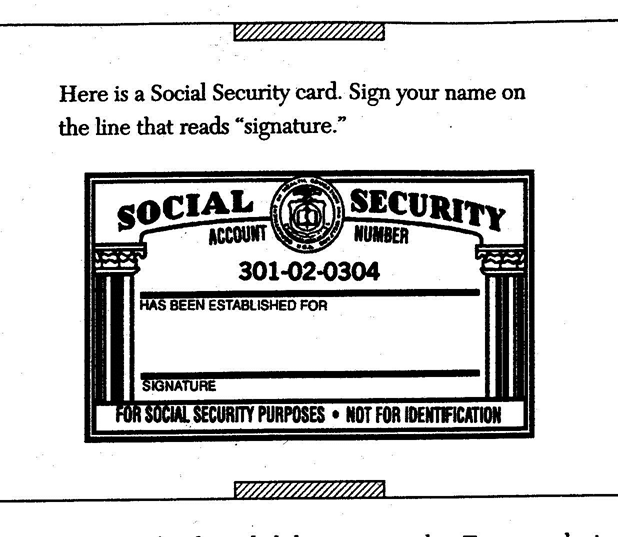 Here is a Social Security card. Sign your name on
the line that reads “signature.”
SOCIAL SECURITY
ACCOUNT NUMBER
301-02-0304
HAS BEEN ESTABLISHED FOR
SIGNATURE
FOR SOCIAL SECURITY PURPOSES • NOT FOR IDENTIFICATION